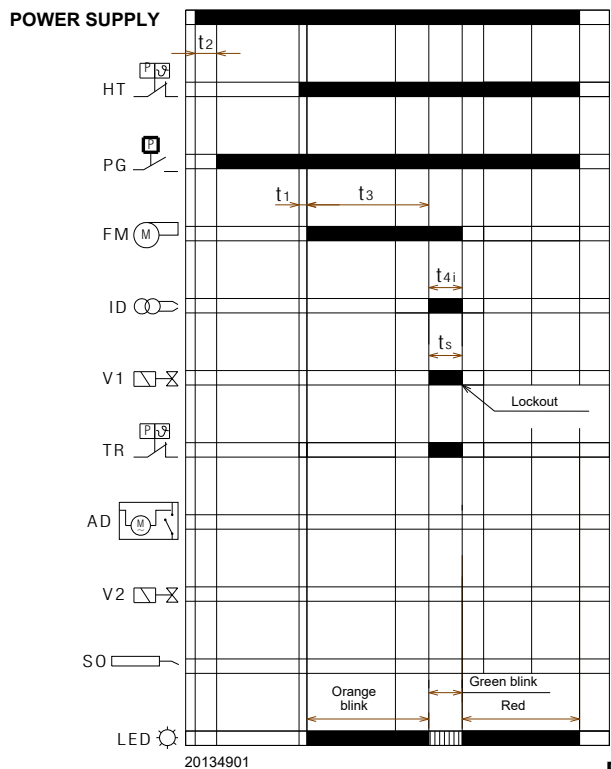 POWER SUPPLY
t2
P ϑ
HT
P
PG
t1 t3
FM M
t4i
ID
ts
V1
Lockout
P ϑ
TR
AD M ~
V2
SO
Green blink
Orange
blink
Red
LED
20134901